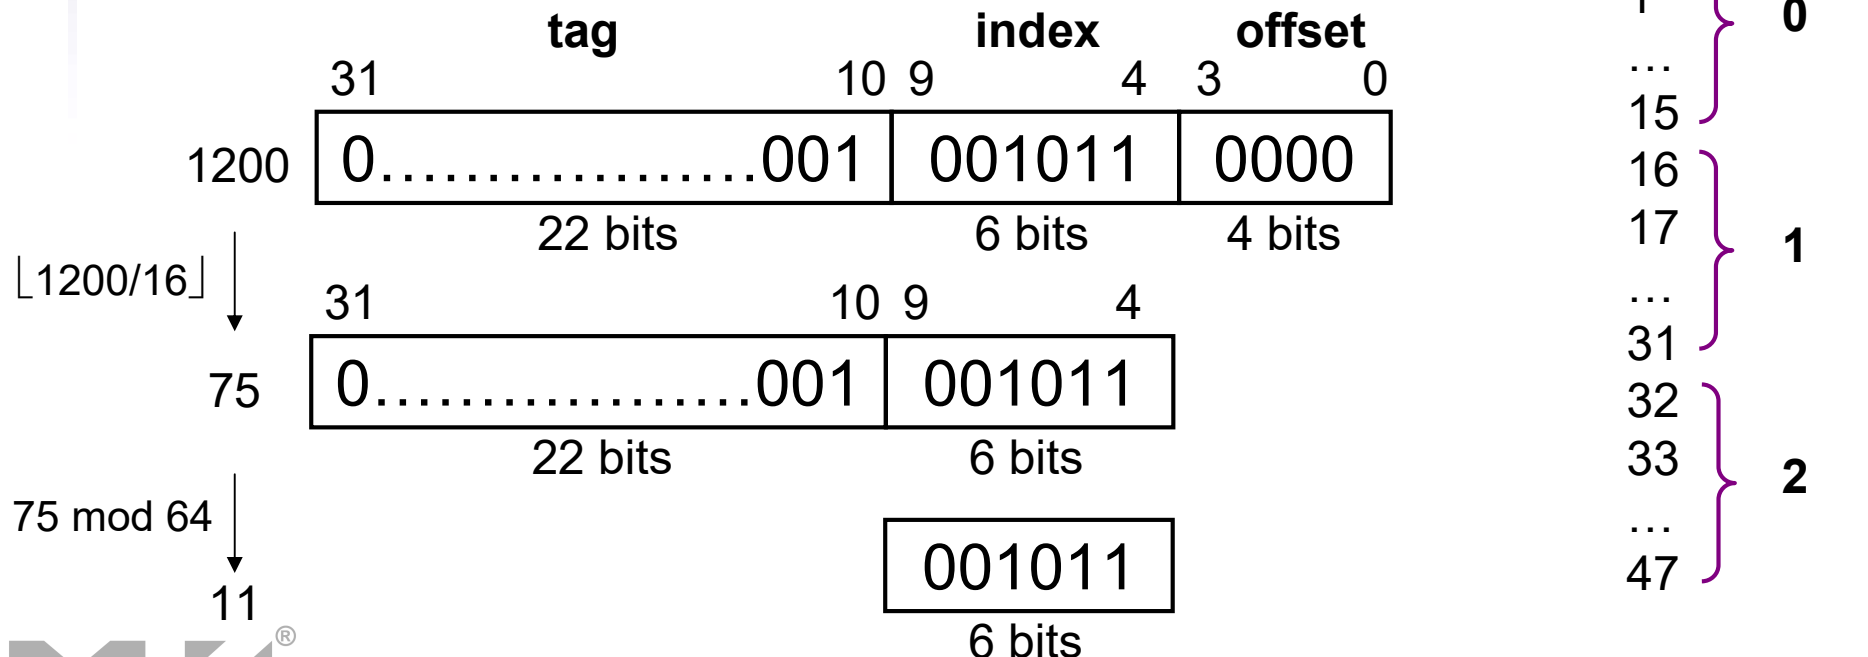 tag index offset
31 10 9 4 3 0
1200 0..................001 001011 0000
22 bits 6 bits 4 bits
⌊1200/16⌋
31 10 9 4
75 0..................001 001011
22 bits 6 bits
75 mod 64
001011
11
6 bits
®
0
...
15
16
17
1
...
31
32
33
2
...
47